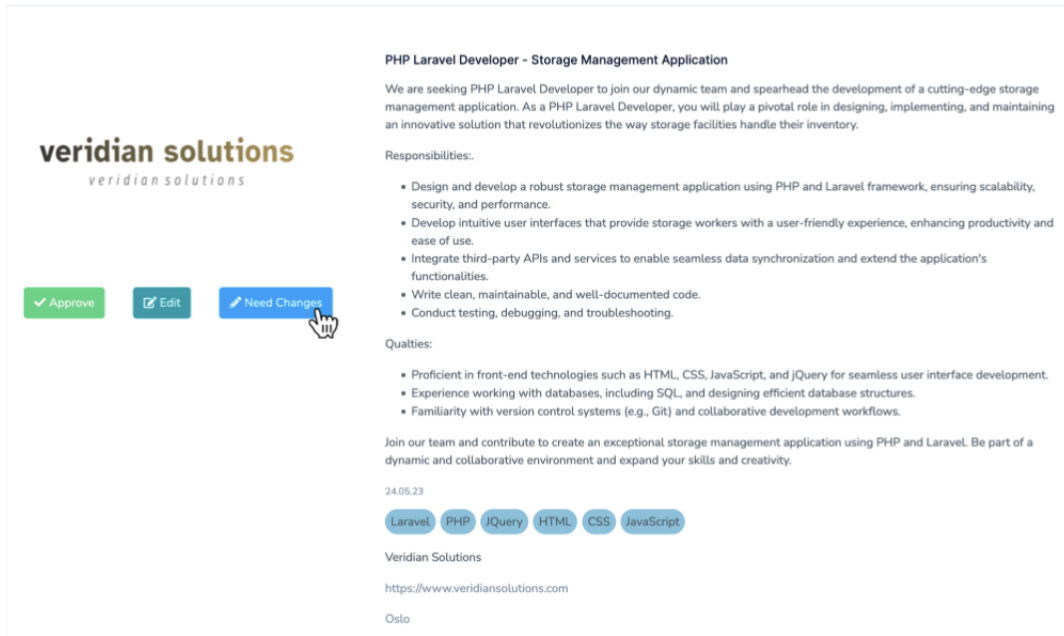 veridian solutions
veridian solutions
Approve
Edit
Need Changes
PHP Laravel Developer - Storage Management Application
We are seeking PHP Laravel Developer to join our dynamic team and spearhead the development of a cutting-edge storage
management application. As a PHP Laravel Developer, you will play a pivotal role in designing, implementing, and maintaining
an innovative solution that revolutionizes the way storage facilities handle their inventory.
Responsibilities:.
• Design and develop a robust storage management application using PHP and Laravel framework, ensuring scalability,
security, and performance.
• Develop intuitive user interfaces that provide storage workers with a user-friendly experience, enhancing productivity and
ease of use.
• Integrate third-party APIs and services to enable seamless data synchronization and extend the application's
functionalities.
• Write clean, maintainable, and well-documented code.
• Conduct testing, debugging, and troubleshooting.
Qualties:
• Proficient in front-end technologies such as HTML, CSS, JavaScript, and jQuery for seamless user interface development.
• Experience working with databases, including SQL, and designing efficient database structures.
• Familiarity with version control systems (e.g., Git) and collaborative development workflows.
Join our team and contribute to create an exceptional storage management application using PHP and Laravel. Be part of a
dynamic and collaborative environment and expand your skills and creativity.
24.05.23
Laravel PHP JQuery HTML CSS JavaScript
Veridian Solutions
https://www.veridiansolutions.com
Oslo